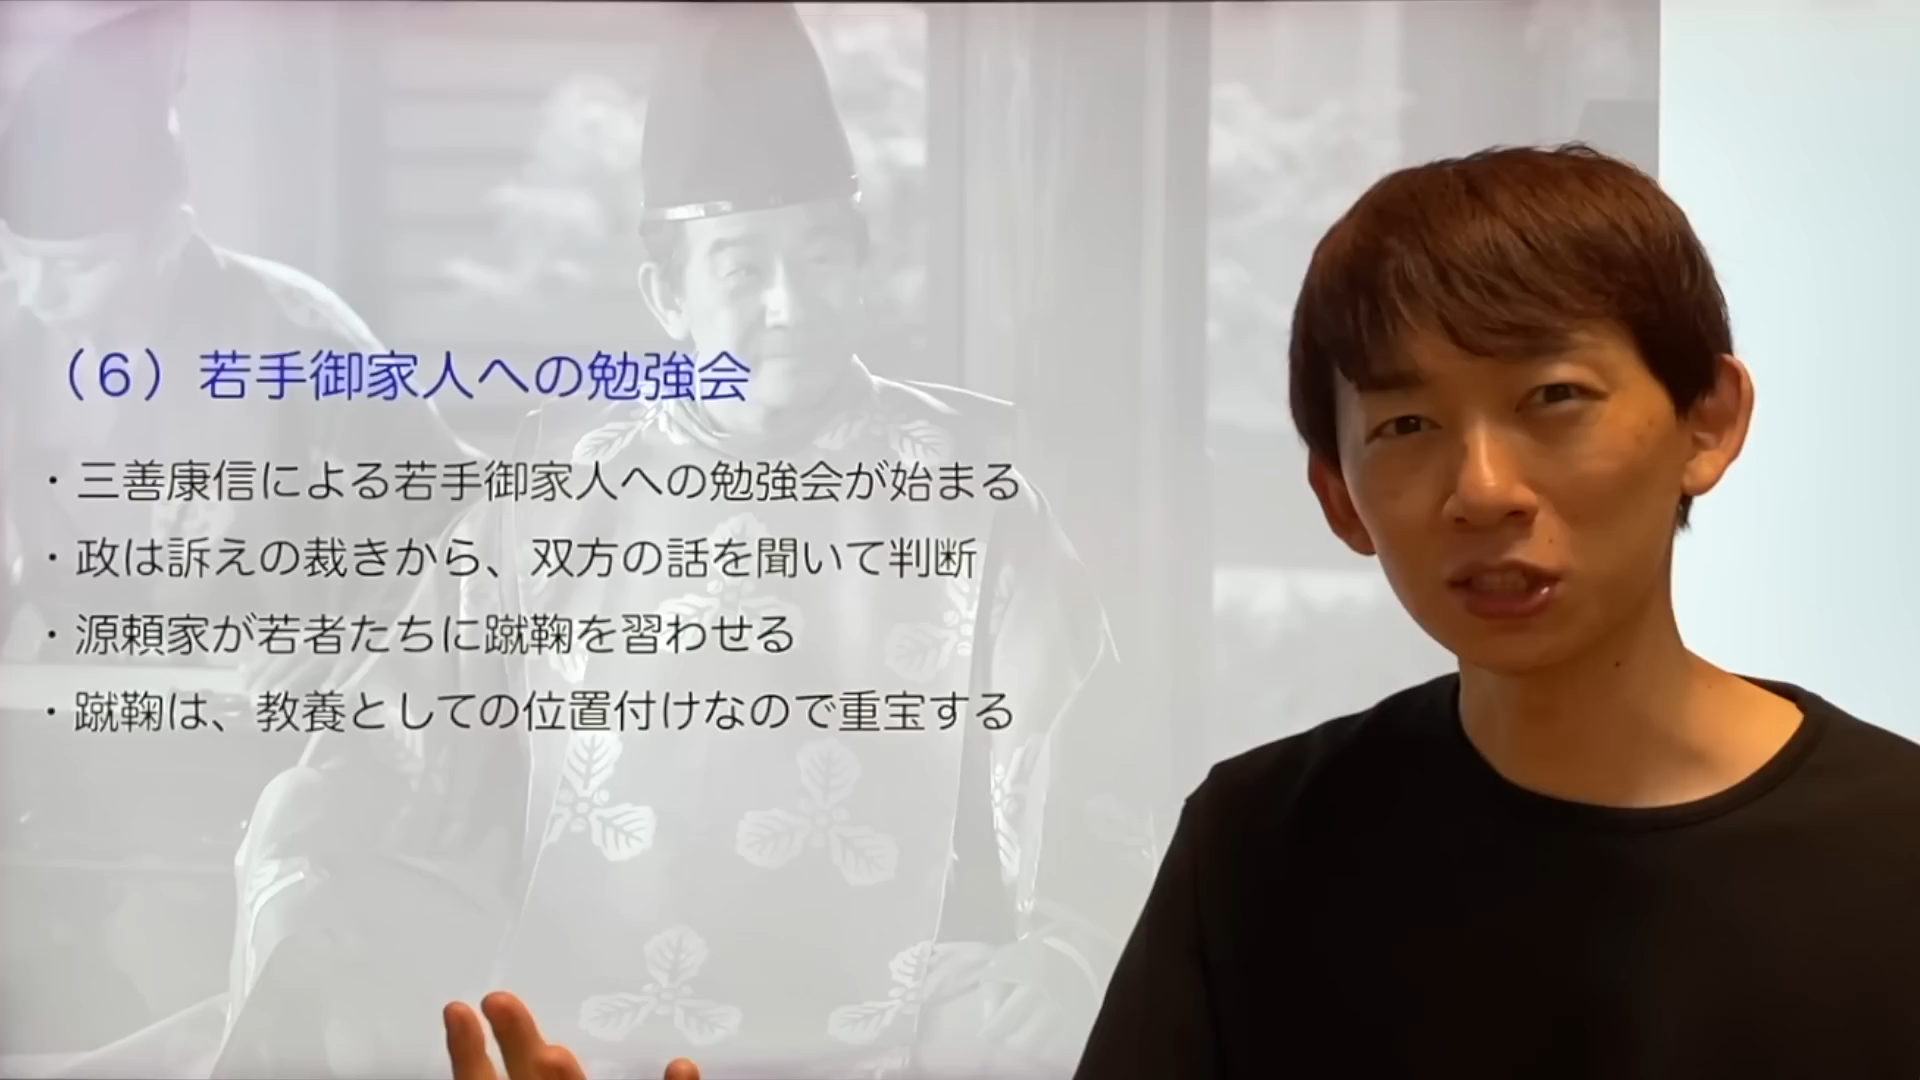 （6）若手御家人への勉強会
・三善康信による若手御家人への勉強会が始まる
・政は訴えの裁きから、双方の話を聞いて判断
・源頼家が若者たちに蹴鞠を習わせる
・蹴鞠は、教養としての位置付けなので重宝する